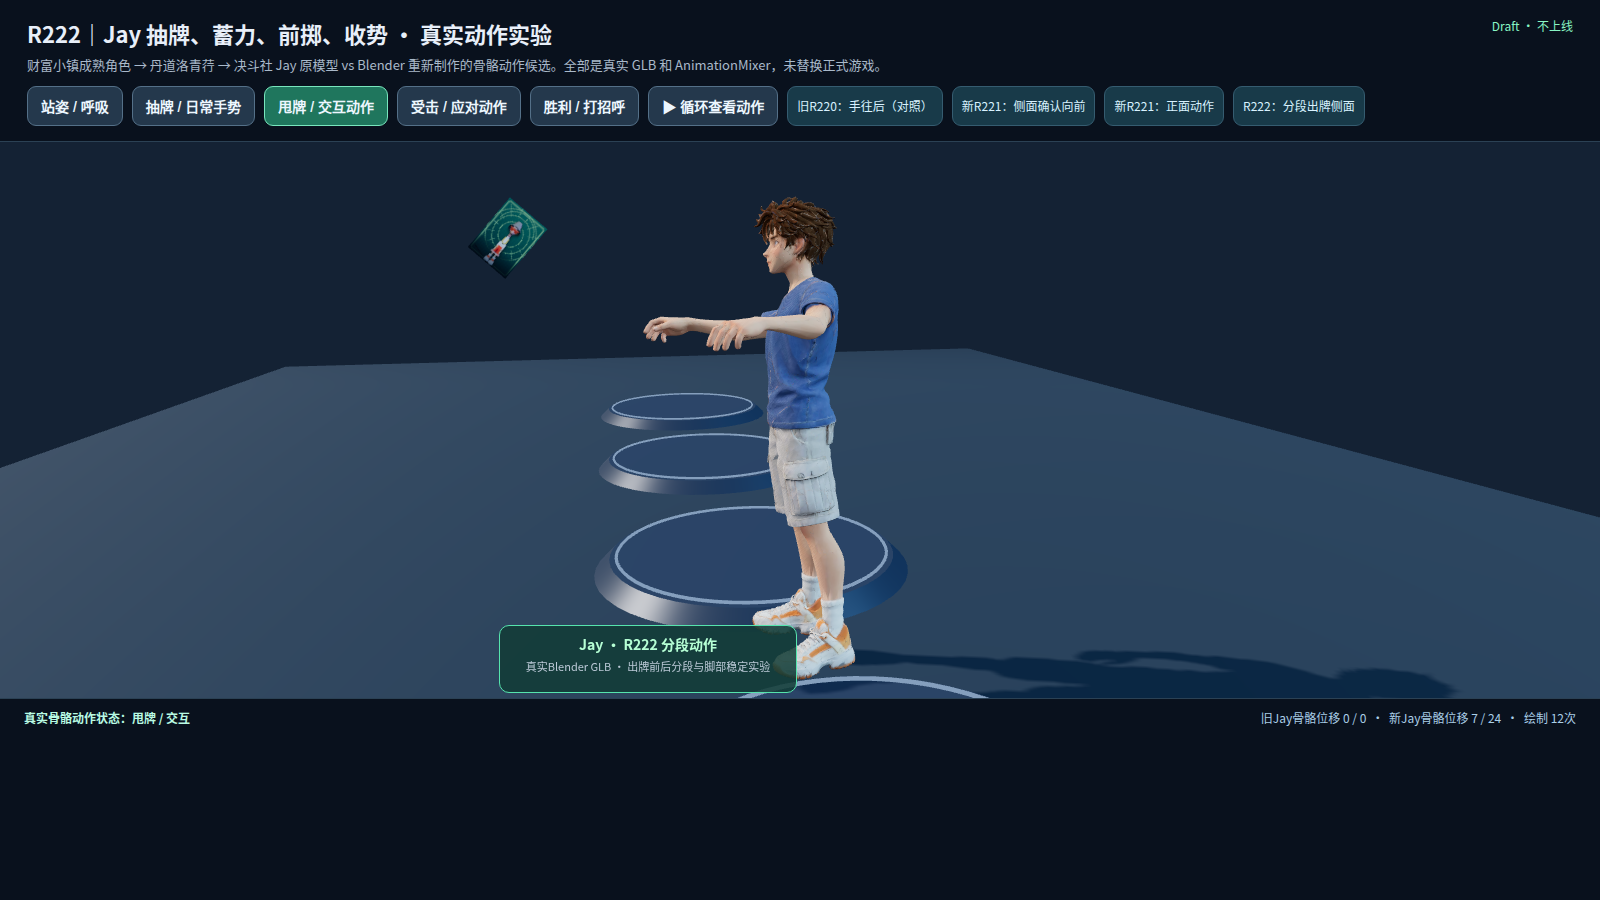 R222｜Jay 抽牌、蓄力、前掷、收势 · 真实动作实验
Draft · 不上线
财富小镇成熟角色 → 丹道洛青荇 → 决斗社 Jay 原模型 vs Blender 重新制作的骨骼动作候选。全部是真实 GLB 和 AnimationMixer，未替换正式游戏。
站姿 / 呼吸
抽牌 / 日常手势
甩牌 / 交互动作
受击 / 应对动作
胜利 / 打招呼
▶ 循环查看动作
旧R220：手往后（对照）
新R221：侧面确认向前
新R221：正面动作
R222：分段出牌侧面
Jay · R222 分段动作
真实Blender GLB · 出牌前后分段与脚部稳定实验
真实骨骼动作状态：甩牌 / 交互
旧Jay骨骼位移 0 / 0 · 新Jay骨骼位移 7 / 24 · 绘制 12次